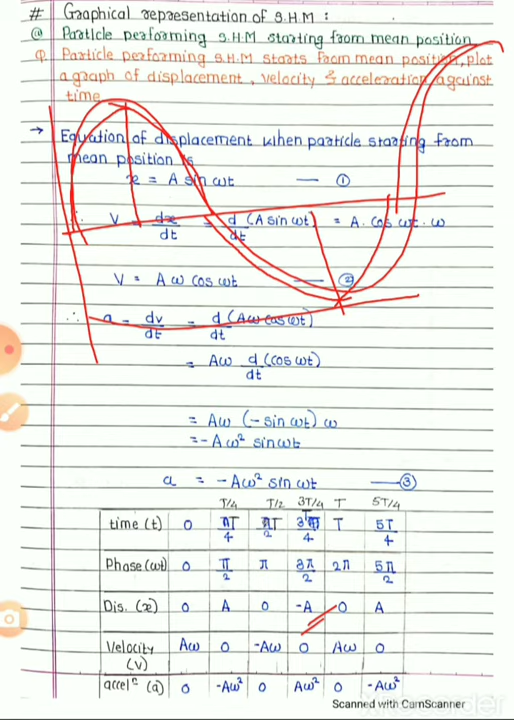 # Graphical representation of S.H.M :
@ Particle performing S.H.M starting from mean position
Q. Particle performing S.H.M starts from mean position, plot
a graph of displacement, velocity & acceleration against
time
→ Equation of displacement when particle starting from
mean position is
x = A sin ωt — ①
∴ V = dx/dt = d/dt (A sin ωt) = A. cos ωt. ω
V = Aω cos ωt — ②
∴ a = dv/dt = d/dt (Aω cos ωt)
= Aω d/dt (cos ωt)
= Aω (-sin ωt) ω
= -Aω² sin ωt
a = -Aω² sin ωt — ③
T/4 T/2 3T/4 T 5T/4
time (t) 0 T/4 T/2 3T/4 T 5T/4
Phase (ωt) 0 π/2 π 3π/2 2π 5π/2
Dis. (x) 0 A 0 -A 0 A
Velocity (V) Aω 0 -Aω 0 Aω 0
accelⁿ (a) 0 -Aω² 0 Aω² 0 -Aω²
Scanned with CamScanner